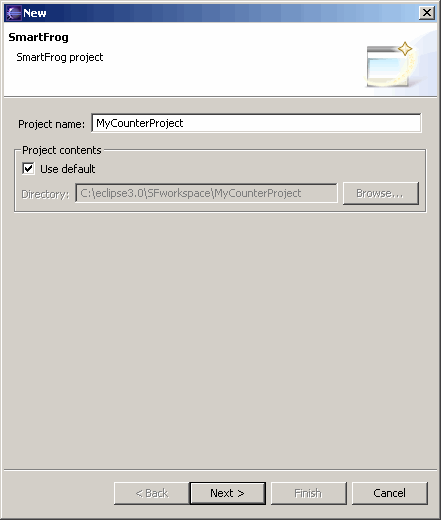 New
SmartFrog
SmartFrog project
Project name: MyCounterProject
Project contents
Use default
Directory: C:\eclipse3.0\SFworkspace\MyCounterProject Browse...
< Back Next > Finish Cancel